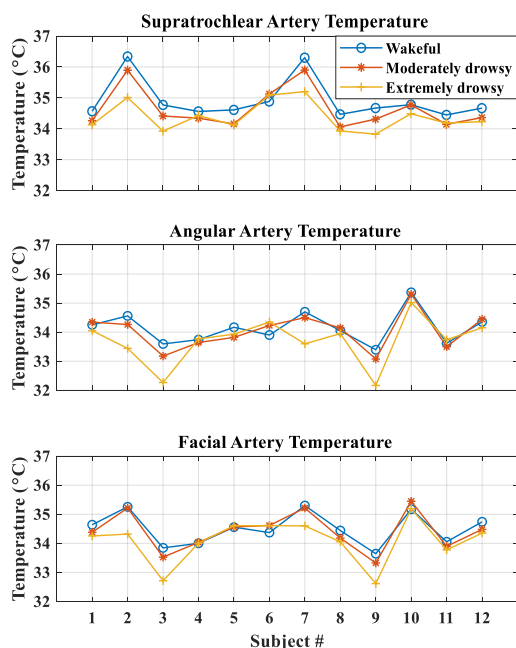 Supratrochlear Artery Temperature
37
36
35
34
33
32
Temperature (°C)
Wakeful
Moderately drowsy
Extremely drowsy
Angular Artery Temperature
37
36
35
34
33
32
Temperature (°C)
Facial Artery Temperature
37
36
35
34
33
32
Temperature (°C)
1 2 3 4 5 6 7 8 9 10 11 12
Subject #